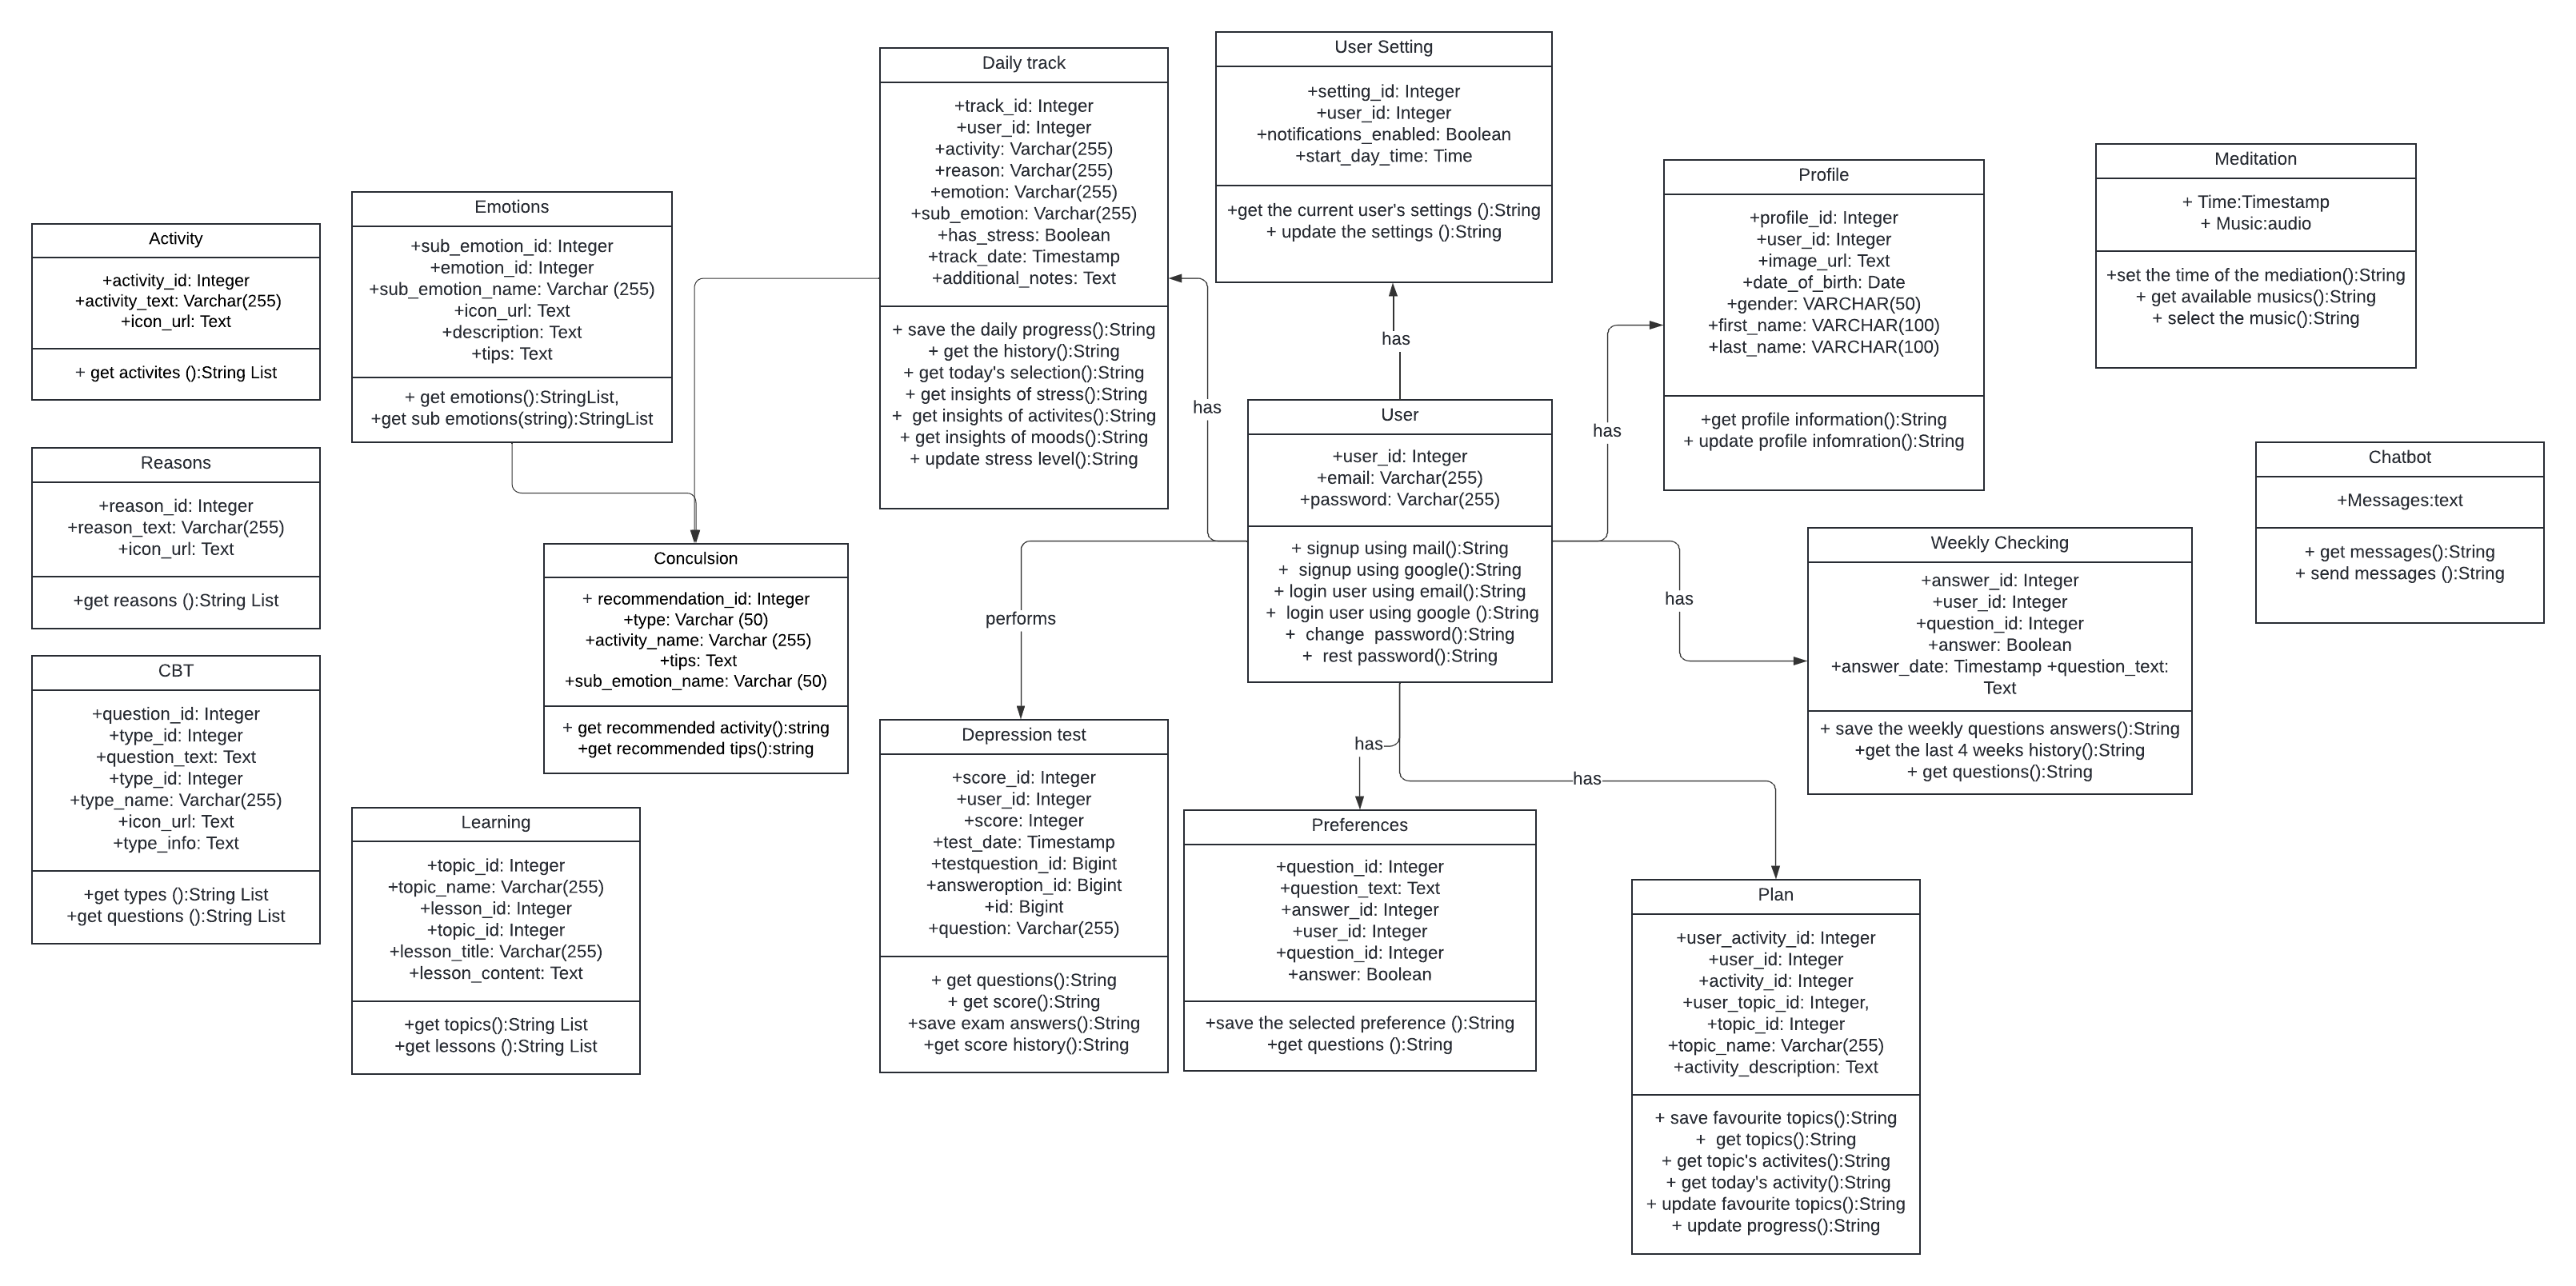 Activity
+activity_id: Integer
+activity_text: Varchar(255)
+icon_url: Text
+ get activites ():String List
Reasons
+reason_id: Integer
+reason_text: Varchar(255)
+icon_url: Text
+get reasons ():String List
CBT
+question_id: Integer
+type_id: Integer
+question_text: Text
+type_id: Integer
+type_name: Varchar(255)
+icon_url: Text
+type_info: Text
+get types ():String List
+get questions ():String List
Emotions
+sub_emotion_id: Integer
+emotion_id: Integer
+sub_emotion_name: Varchar (255)
+icon_url: Text
+description: Text
+tips: Text
+ get emotions():StringList,
+get sub emotions(string):StringList
Conculsion
+ recommendation_id: Integer
+type: Varchar (50)
+activity_name: Varchar (255)
+tips: Text
+sub_emotion_name: Varchar (50)
+ get recommended activity():string
+get recommended tips():string
Learning
+topic_id: Integer
+topic_name: Varchar(255)
+lesson_id: Integer
+topic_id: Integer
+lesson_title: Varchar(255)
+lesson_content: Text
+get topics():String List
+get lessons ():String List
Daily track
+track_id: Integer
+user_id: Integer
+activity: Varchar(255)
+reason: Varchar(255)
+emotion: Varchar(255)
+sub_emotion: Varchar(255)
+has_stress: Boolean
+track_date: Timestamp
+additional_notes: Text
+ save the daily progress():String
+ get the history():String
+ get today's selection():String
+ get insights of stress():String
+ get insights of activites():String
+ get insights of moods():String
+ update stress level():String
has
performs
Depression test
+score_id: Integer
+user_id: Integer
+score: Integer
+test_date: Timestamp
+testquestion_id: Bigint
+answeroption_id: Bigint
+id: Bigint
+question: Varchar(255)
+ get questions():String
+ get score():String
+save exam answers():String
+get score history():String
User Setting
+setting_id: Integer
+user_id: Integer
+notifications_enabled: Boolean
+start_day_time: Time
+get the current user's settings ():String
+ update the settings ():String
has
User
+user_id: Integer
+email: Varchar(255)
+password: Varchar(255)
+ signup using mail():String
+ signup using google():String
+ login user using email():String
+ login user using google ():String
+ change password():String
+ rest password():String
has
has
Preferences
+question_id: Integer
+question_text: Text
+answer_id: Integer
+user_id: Integer
+question_id: Integer
+answer: Boolean
+save the selected preference ():String
+get questions ():String
has
Profile
+profile_id: Integer
+user_id: Integer
+image_url: Text
+date_of_birth: Date
+gender: VARCHAR(50)
+first_name: VARCHAR(100)
+last_name: VARCHAR(100)
+get profile information():String
+ update profile infomration():String
has
Weekly Checking
+answer_id: Integer
+user_id: Integer
+question_id: Integer
+answer: Boolean
+answer_date: Timestamp +question_text:
Text
+ save the weekly questions answers():String
+get the last 4 weeks history():String
+ get questions():String
Plan
+user_activity_id: Integer
+user_id: Integer
+activity_id: Integer
+user_topic_id: Integer,
+topic_id: Integer
+topic_name: Varchar(255)
+activity_description: Text
+ save favourite topics():String
+ get topics():String
+ get topic's activites():String
+ get today's activity():String
+ update favourite topics():String
+ update progress():String
Meditation
+ Time:Timestamp
+ Music:audio
+set the time of the mediation():String
+ get available musics():String
+ select the music():String
Chatbot
+Messages:text
+ get messages():String
+ send messages ():String